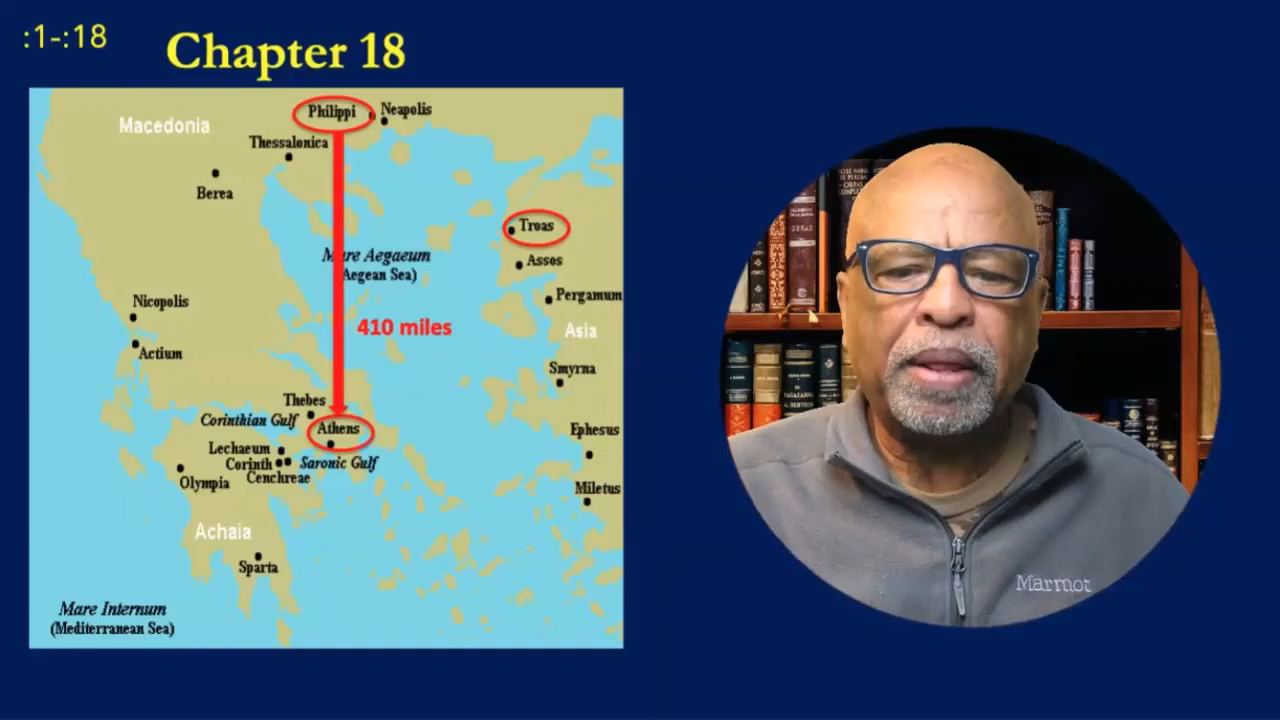 :1-:18
Chapter 18
Philippi
Neapolis
Macedonia
Thessalonica
Berea
Troas
Mare Aegaeum
(Aegean Sea)
Assos
Pergamum
Nicopolis
410 miles
Asia
Actium
Smyrna
Thebes
Corinthian Gulf
Athens
Ephesus
Lechaeum
Corinth
Saronic Gulf
Cenchreae
Olympia
Miletus
Achaia
Sparta
Mare Internum
(Mediterranean Sea)
OBRAS
Marmot